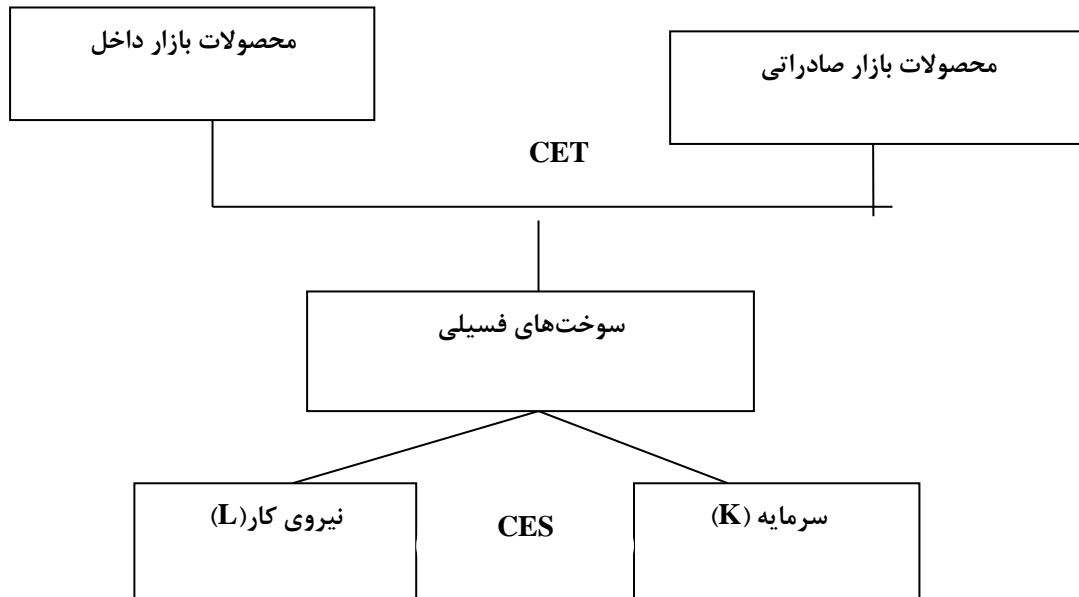 محصولات بازار داخل
محصولات بازار صادراتی
CET
سوخت‌های فسیلی
نیروی کار(L)
CES
سرمایه (K)